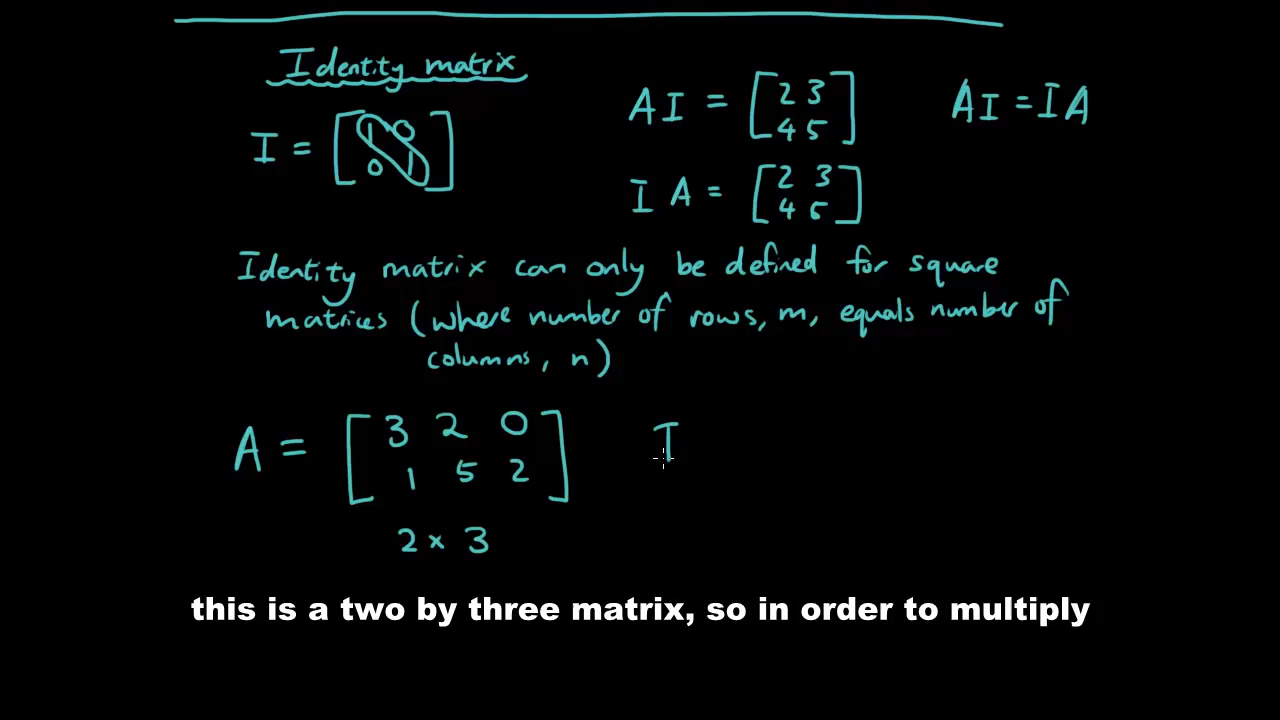 Identity matrix
I = [ 1 0
0 1 ]
AI = [ 2 3
4 5 ]
AI = IA
I A = [ 2 3
4 5 ]
Identity matrix can only be defined for square
matrices (where number of rows, m, equals number of
columns, n)
A = [ 3 2 0
1 5 2 ]
2 × 3
I
this is a two by three matrix, so in order to multiply